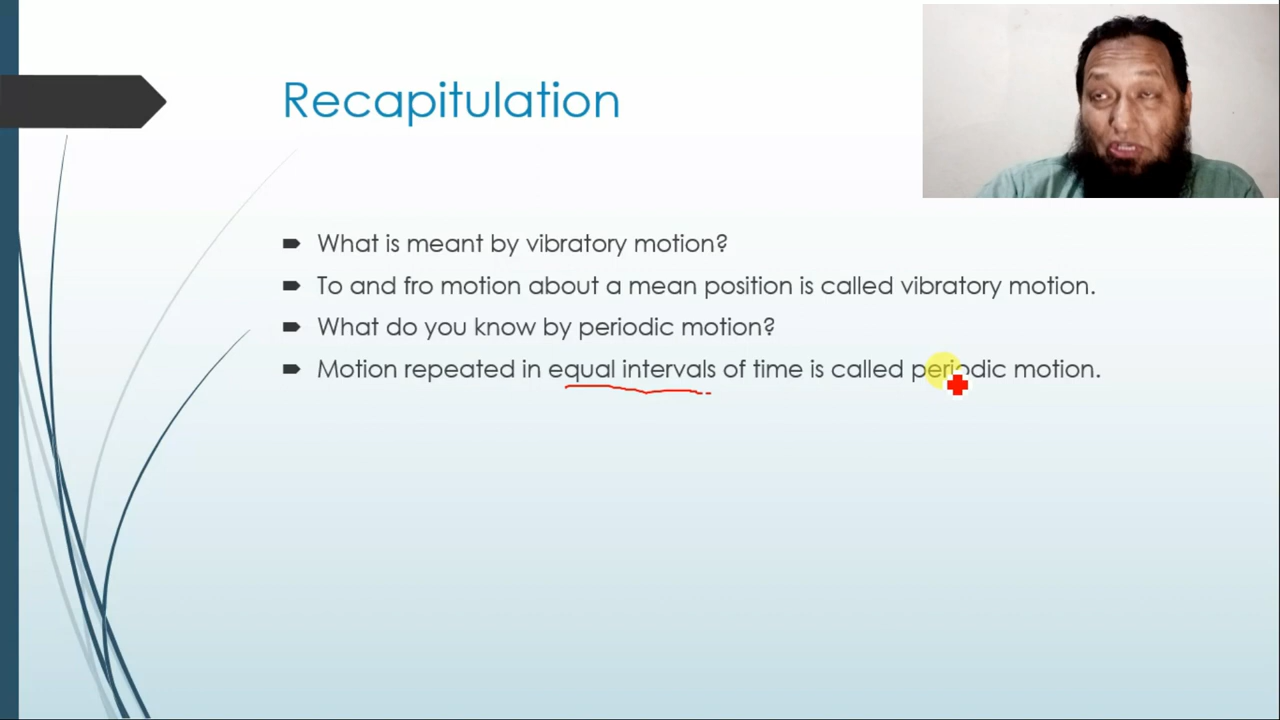 Recapitulation
What is meant by vibratory motion?
To and fro motion about a mean position is called vibratory motion.
What do you know by periodic motion?
Motion repeated in equal intervals of time is called periodic motion.